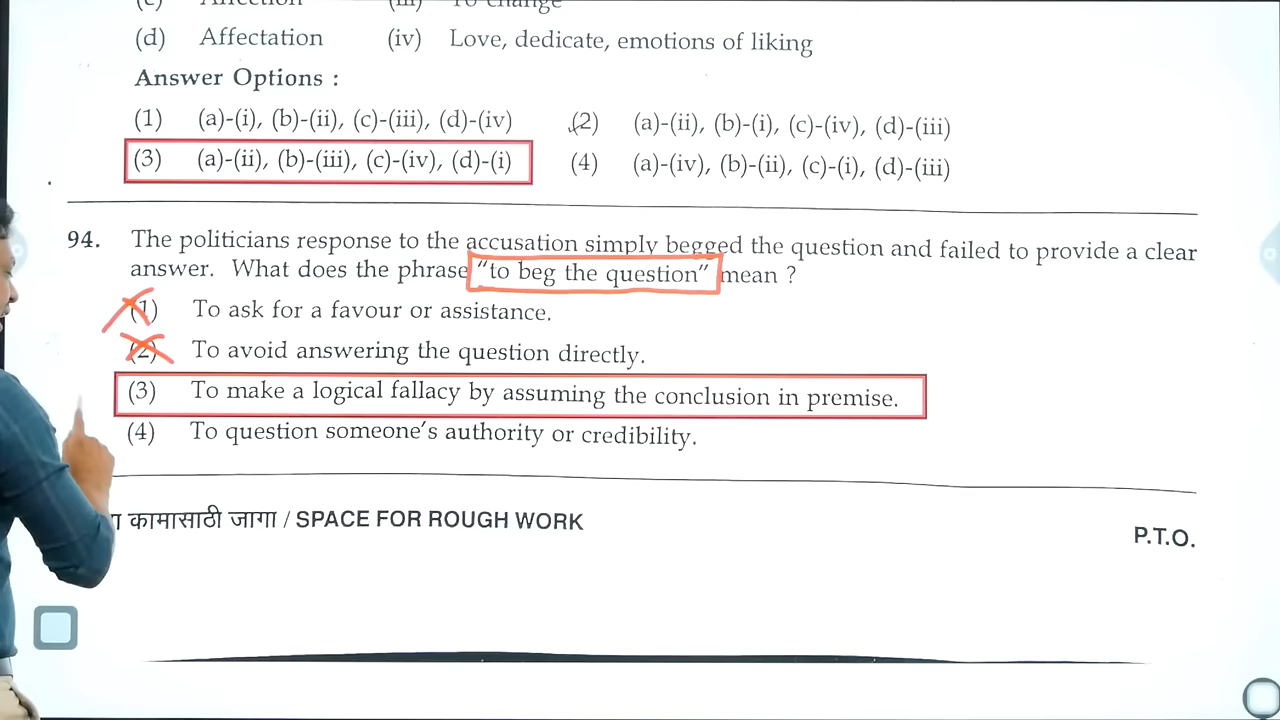 (c) Affection (iii) To change
(d) Affectation (iv) Love, dedicate, emotions of liking
Answer Options :
(1) (a)-(i), (b)-(ii), (c)-(iii), (d)-(iv) (2) (a)-(ii), (b)-(i), (c)-(iv), (d)-(iii)
(3) (a)-(ii), (b)-(iii), (c)-(iv), (d)-(i) (4) (a)-(iv), (b)-(ii), (c)-(i), (d)-(iii)
94. The politicians response to the accusation simply begged the question and failed to provide a clear
answer. What does the phrase "to beg the question" mean ?
(1) To ask for a favour or assistance.
(2) To avoid answering the question directly.
(3) To make a logical fallacy by assuming the conclusion in premise.
(4) To question someone's authority or credibility.
कामासाठी जागा / SPACE FOR ROUGH WORK
P.T.O.